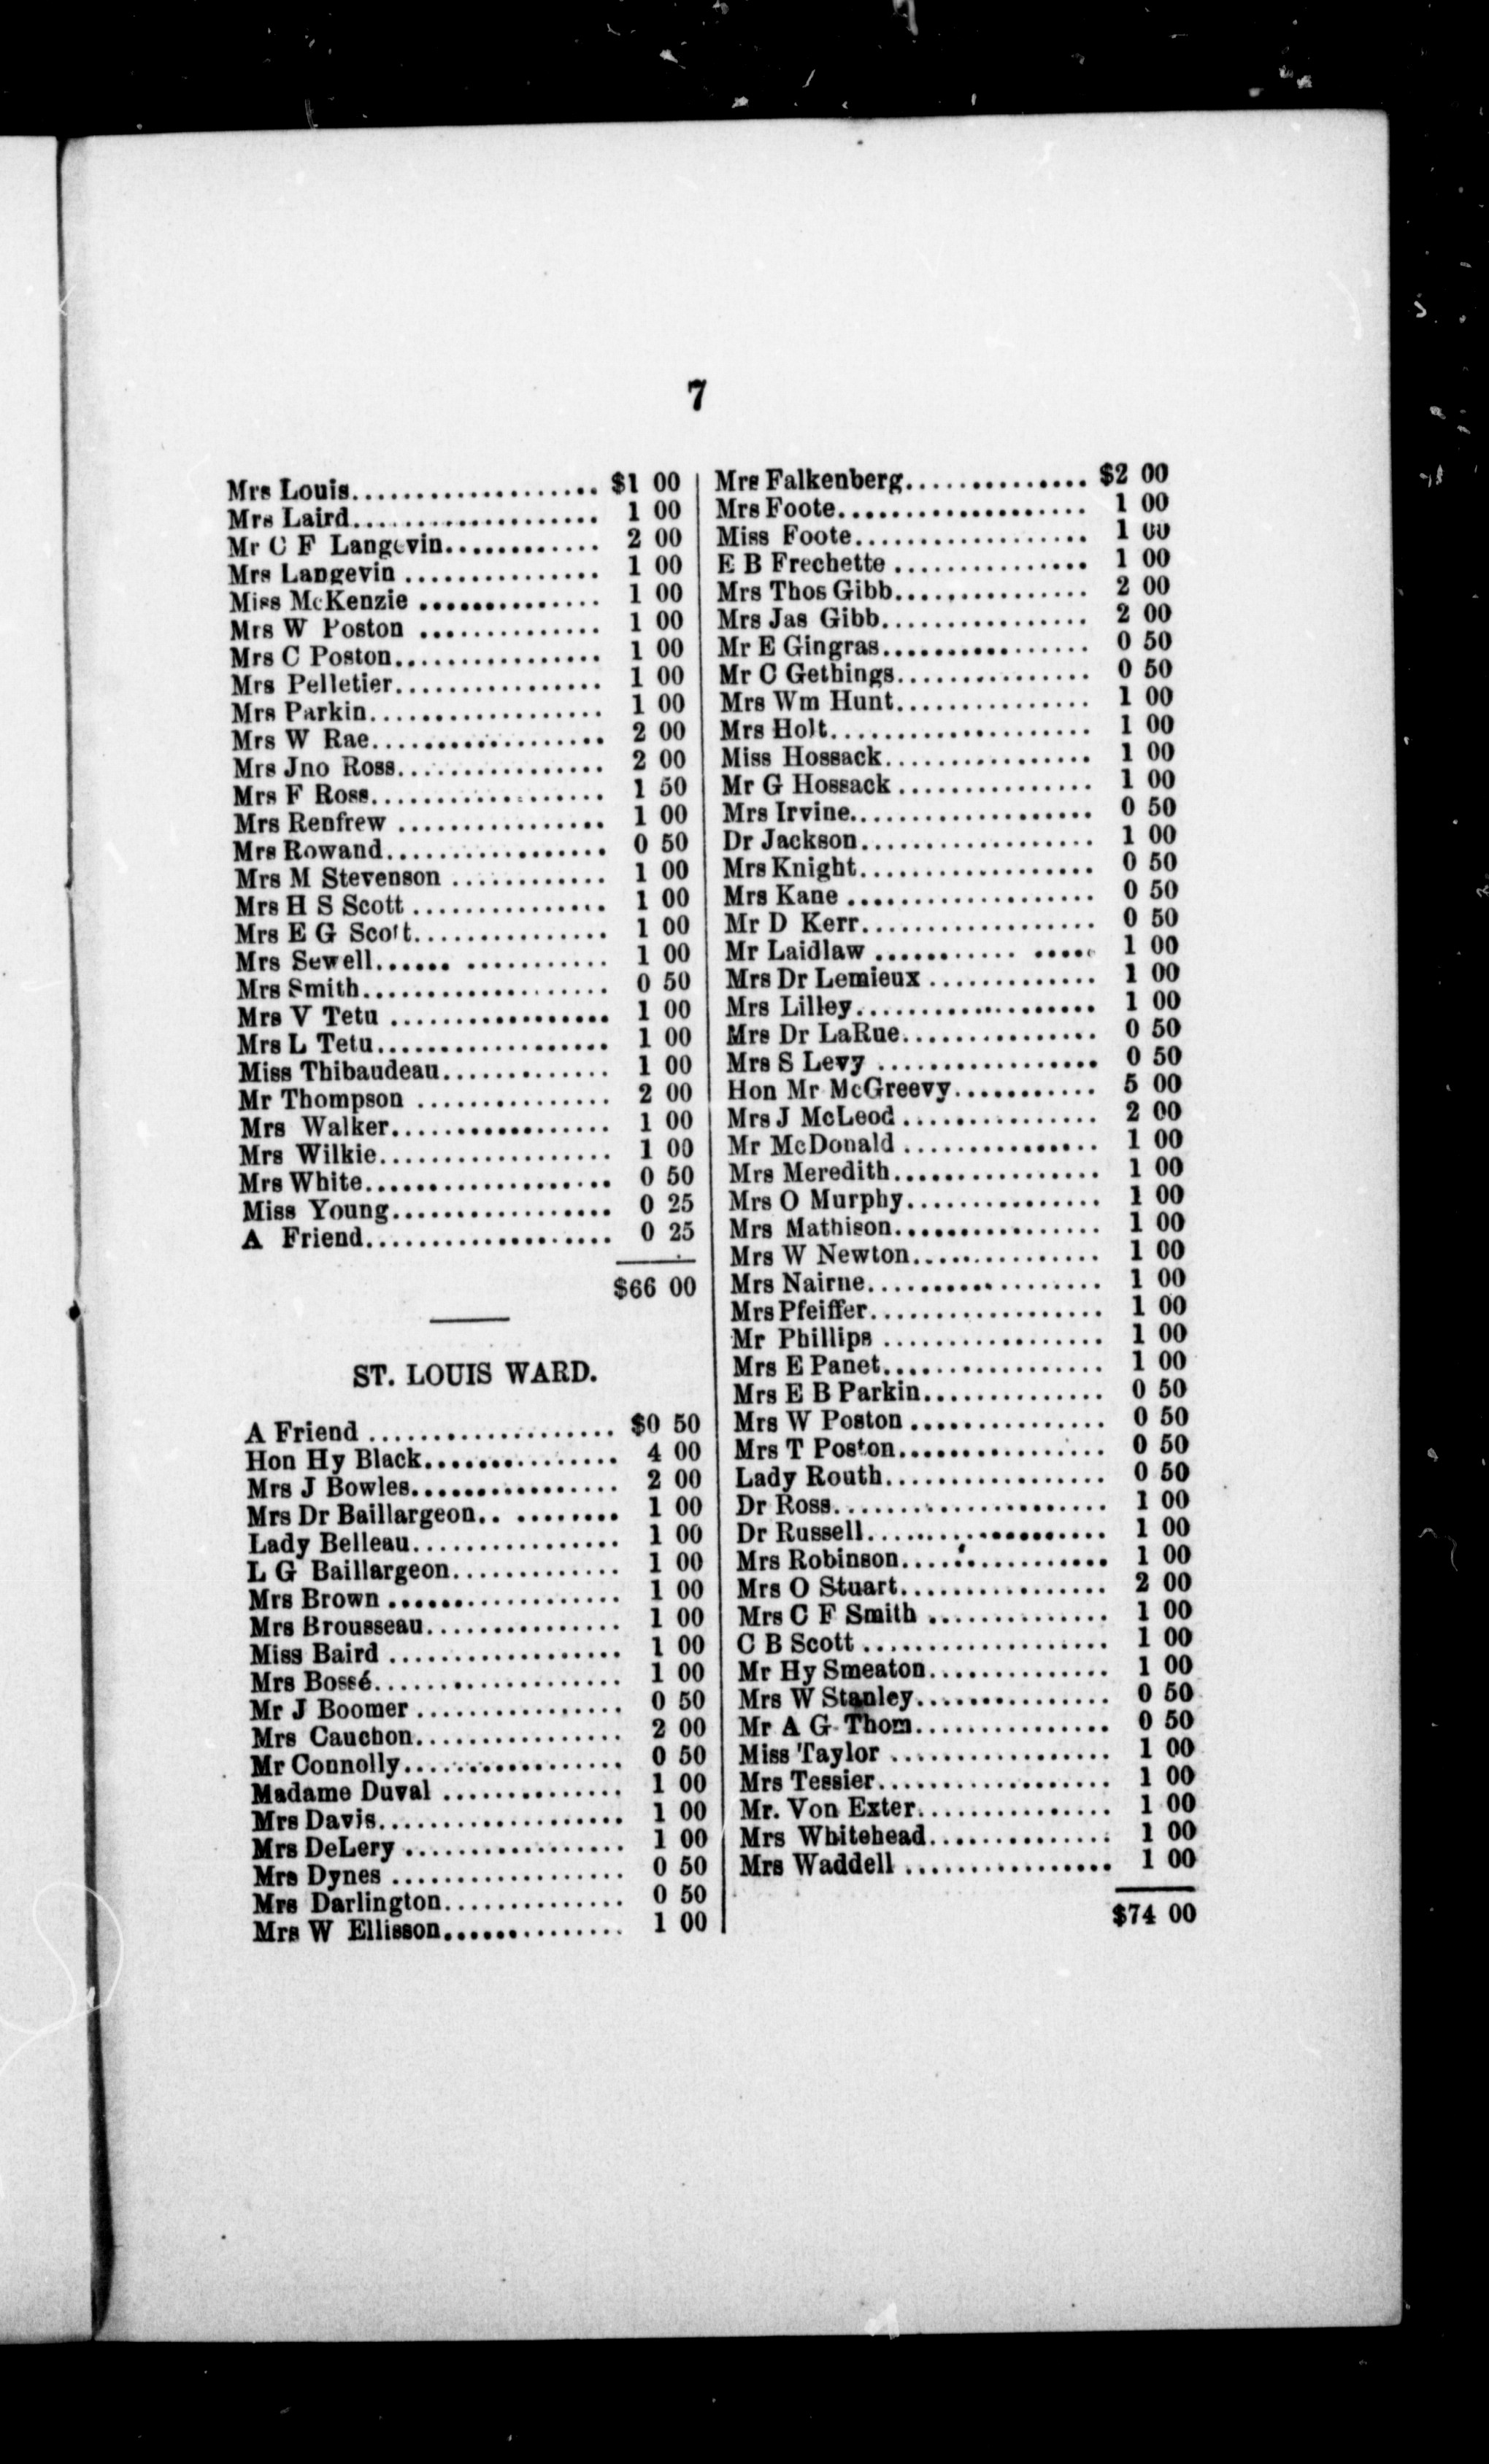 7
Mrs Louis.................... $1 00
Mrs Laird.................... 1 00
Mr C F Langevin............ 2 00
Mrs Langevin ............... 1 00
Miss McKenzie .............. 1 00
Mrs W Poston .............. 1 00
Mrs C Poston................ 1 00
Mrs Pelletier................ 1 00
Mrs Parkin.................. 1 00
Mrs W Rae................... 2 00
Mrs Jno Ross................ 2 00
Mrs F Ross.................. 1 50
Mrs Renfrew ................ 1 00
Mrs Rowand................. 0 50
Mrs M Stevenson ............ 1 00
Mrs H S Scott ............... 1 00
Mrs E G Scott............... 1 00
Mrs Sewell...... ........... 1 00
Mrs Smith................... 0 50
Mrs V Tetu ................. 1 00
Mrs L Tetu.................. 1 00
Miss Thibaudeau............. 1 00
Mr Thompson ............... 2 00
Mrs Walker................. 1 00
Mrs Wilkie.................. 1 00
Mrs White................... 0 50
Miss Young................. 0 25
A Friend................... 0 25
$66 00
ST. LOUIS WARD.
A Friend ................... $0 50
Hon Hy Black............... 4 00
Mrs J Bowles................ 2 00
Mrs Dr Baillargeon.. ........ 1 00
Lady Belleau................ 1 00
L G Baillargeon............. 1 00
Mrs Brown .................. 1 00
Mrs Brousseau............... 1 00
Miss Baird .................. 1 00
Mrs Bossé................... 1 00
Mr J Boomer ................ 0 50
Mrs Cauchon................ 2 00
Mr Connolly................. 0 50
Madame Duval .............. 1 00
Mrs Davis................... 1 00
Mrs DeLery ................. 1 00
Mrs Dynes .................. 0 50
Mrs Darlington.............. 0 50
Mrs W Ellisson.............. 1 00
Mrs Falkenberg.............. $2 00
Mrs Foote................... 1 00
Miss Foote.................. 1 00
E B Frechette ............... 1 00
Mrs Thos Gibb............... 2 00
Mrs Jas Gibb................ 2 00
Mr E Gingras................ 0 50
Mr C Gethings............... 0 50
Mrs Wm Hunt............... 1 00
Mrs Holt.................... 1 00
Miss Hossack................ 1 00
Mr G Hossack ............... 1 00
Mrs Irvine................... 0 50
Dr Jackson.................. 1 00
Mrs Knight.................. 0 50
Mrs Kane ................... 0 50
Mr D Kerr.................. 0 50
Mr Laidlaw ........... ..... 1 00
Mrs Dr Lemieux ............. 1 00
Mrs Lilley................... 1 00
Mrs Dr LaRue............... 0 50
Mrs S Levy ................. 0 50
Hon Mr McGreevy........... 5 00
Mrs J McLeod ............... 2 00
Mr McDonald ............... 1 00
Mrs Meredith................ 1 00
Mrs O Murphy............... 1 00
Mrs Mathison................ 1 00
Mrs W Newton.............. 1 00
Mrs Nairne.................. 1 00
Mrs Pfeiffer.................. 1 00
Mr Phillips ................. 1 00
Mrs E Panet................. 1 00
Mrs E B Parkin.............. 0 50
Mrs W Poston ............... 0 50
Mrs T Poston................ 0 50
Lady Routh................. 0 50
Dr Ross..................... 1 00
Dr Russell.................. 1 00
Mrs Robinson................ 1 00
Mrs O Stuart................ 2 00
Mrs C F Smith .............. 1 00
C B Scott ................... 1 00
Mr Hy Smeaton.............. 1 00
Mrs W Stanley............... 0 50
Mr A G Thom............... 0 50
Miss Taylor ................. 1 00
Mrs Tessier.................. 1 00
Mr. Von Exter............... 1 00
Mrs Whitehead.............. 1 00
Mrs Waddell ................ 1 00
$74 00